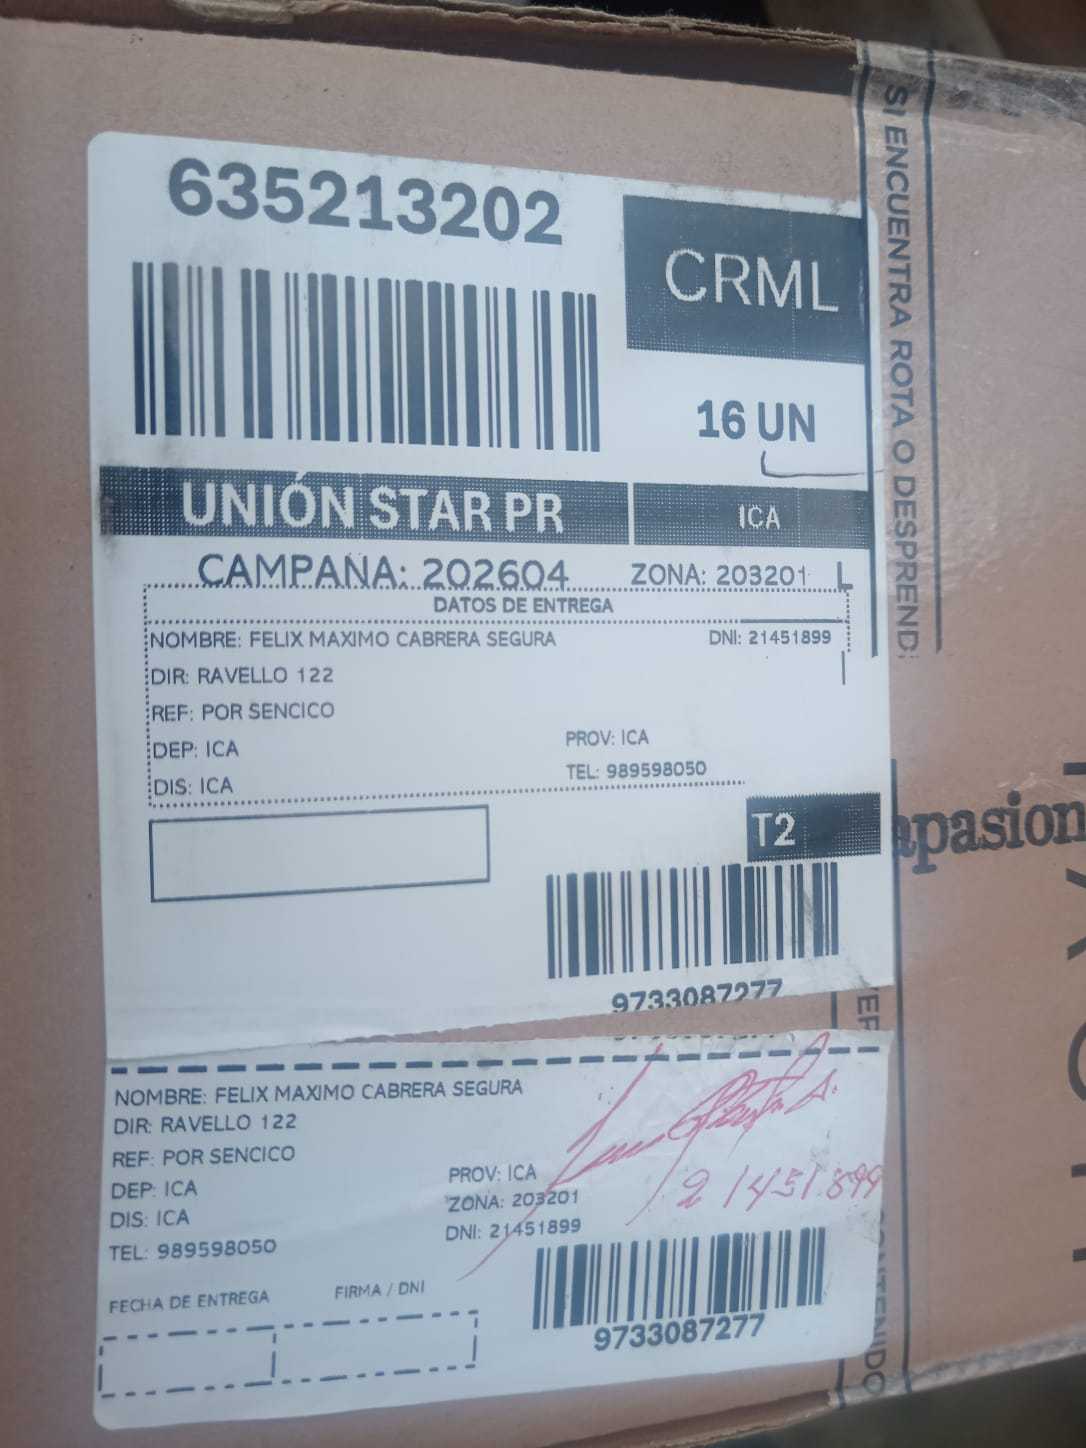 635213202
CRML
16 UN
UNIÓN STAR PR
ICA
CAMPAÑA: 202604
ZONA: 203201
DATOS DE ENTREGA
NOMBRE: FELIX MAXIMO CABRERA SEGURA
DNI: 21451899
DIR: RAVELLO 122
REF: POR SENCICO
DEP: ICA
PROV: ICA
DIS: ICA
TEL: 989598050
T2
9733087277
NOMBRE: FELIX MAXIMO CABRERA SEGURA
DIR: RAVELLO 122
REF: POR SENCICO
DEP: ICA
PROV: ICA
DIS: ICA
ZONA: 203201
TEL: 989598050
DNI: 21451899
21451899
FECHA DE ENTREGA
FIRMA / DNI
9733087277
SI ENCUENTRA ROTA O DESPREND
apasion
CONTENIDO